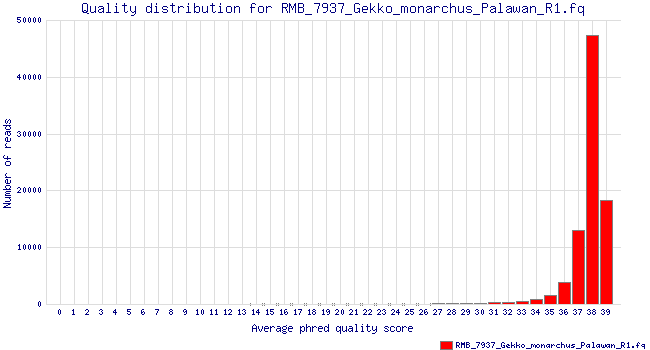 Quality distribution for RMB_7937_Gekko_monarchus_Palawan_R1.fq
50000
40000
30000
20000
10000
0
Number of reads
0 1 2 3 4 5 6 7 8 9 10 11 12 13 14 15 16 17 18 19 20 21 22 23 24 25 26 27 28 29 30 31 32 33 34 35 36 37 38 39
Average phred quality score
RMB_7937_Gekko_monarchus_Palawan_R1.fq